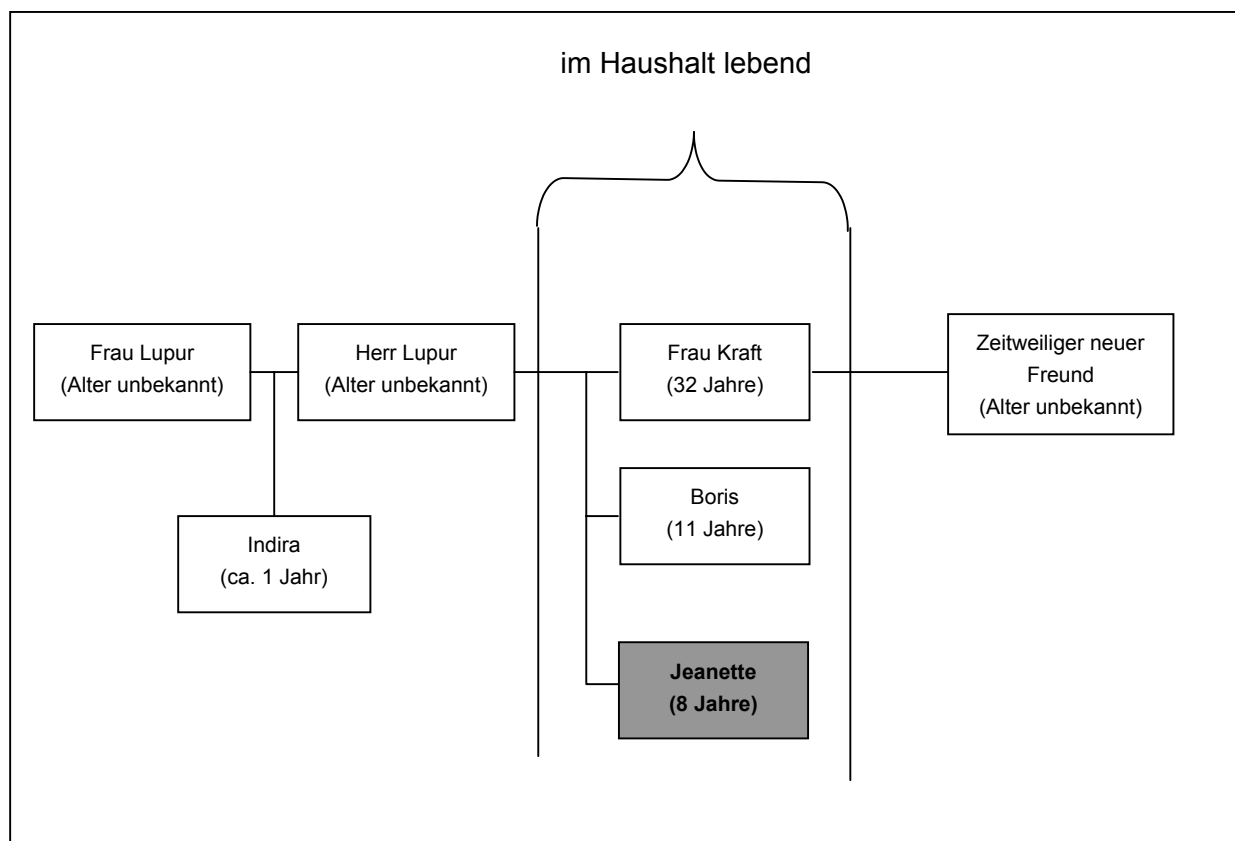 im Haushalt lebend
Frau Lupur
(Alter unbekannt)
Herr Lupur
(Alter unbekannt)
Frau Kraft
(32 Jahre)
Zeitweiliger neuer
Freund
(Alter unbekannt)
Boris
(11 Jahre)
Indira
(ca. 1 Jahr)
Jeanette
(8 Jahre)